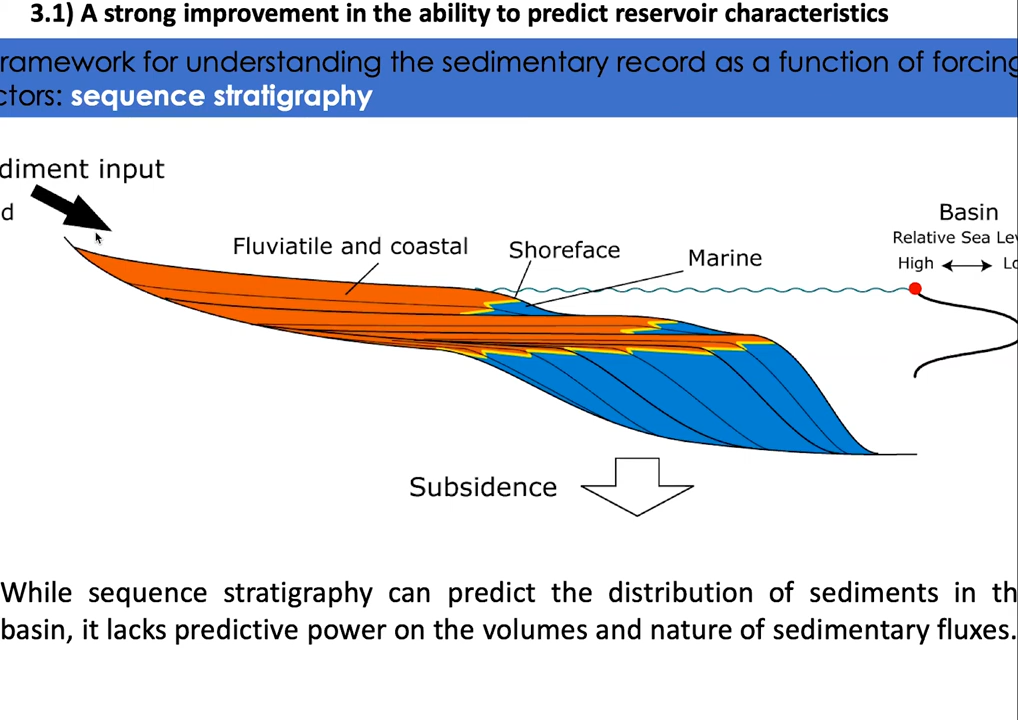 3.1) A strong improvement in the ability to predict reservoir characteristics
ramework for understanding the sedimentary record as a function of forcing
ctors: sequence stratigraphy
diment input
d
Fluviatile and coastal
Shoreface
Marine
Basin
Relative Sea Lev
High
Lo
Subsidence
While sequence stratigraphy can predict the distribution of sediments in th
basin, it lacks predictive power on the volumes and nature of sedimentary fluxes.